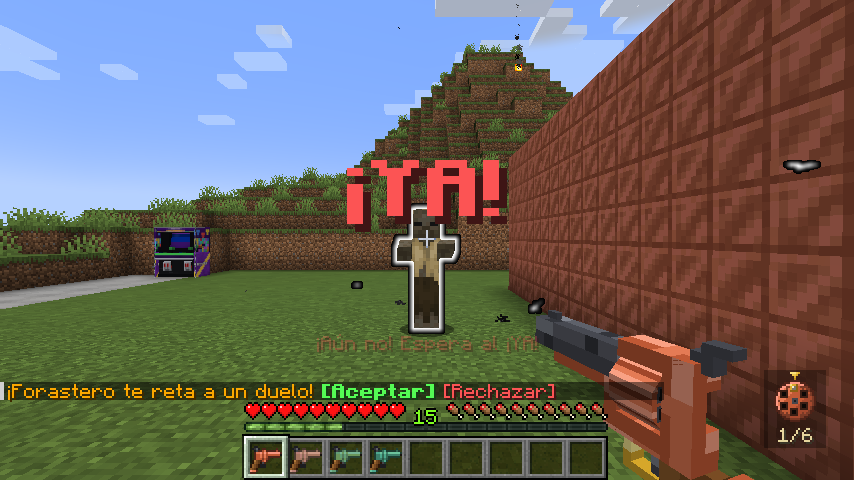 ¡YA!
¡Aún no! Espera al ¡YA!
¡Forastero te reta a un duelo! [Aceptar] [Rechazar]
15
1/6